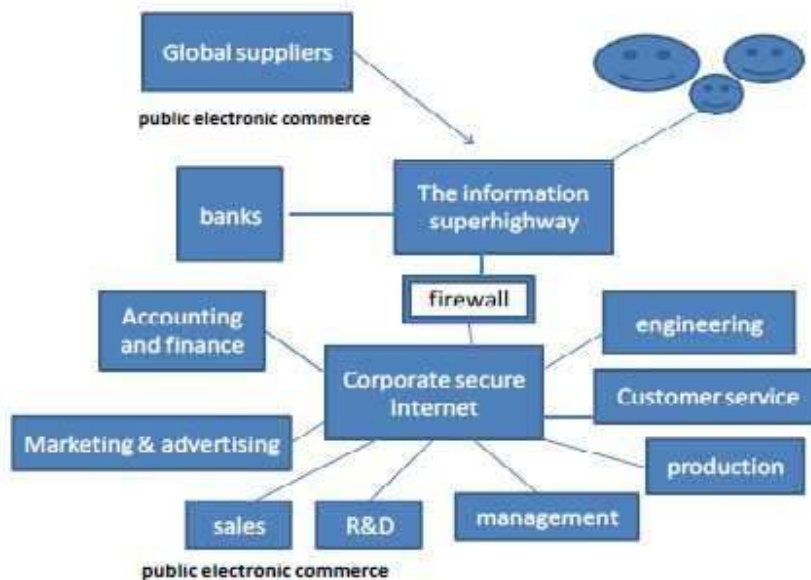 Global suppliers
public electronic commerce
The information
superhighway
banks
firewall
Accounting
and finance
engineering
Corporate secure
Internet
Customer service
Marketing & advertising
production
sales
R&D
management
public electronic commerce